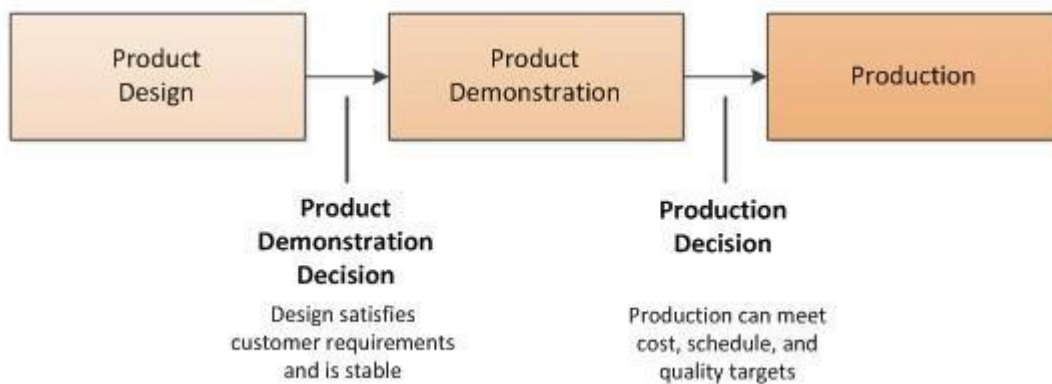 Product
Design
Product
Demonstration
Production
Product
Demonstration
Decision
Design satisfies
customer requirements
and is stable
Production
Decision
Production can meet
cost, schedule, and
quality targets